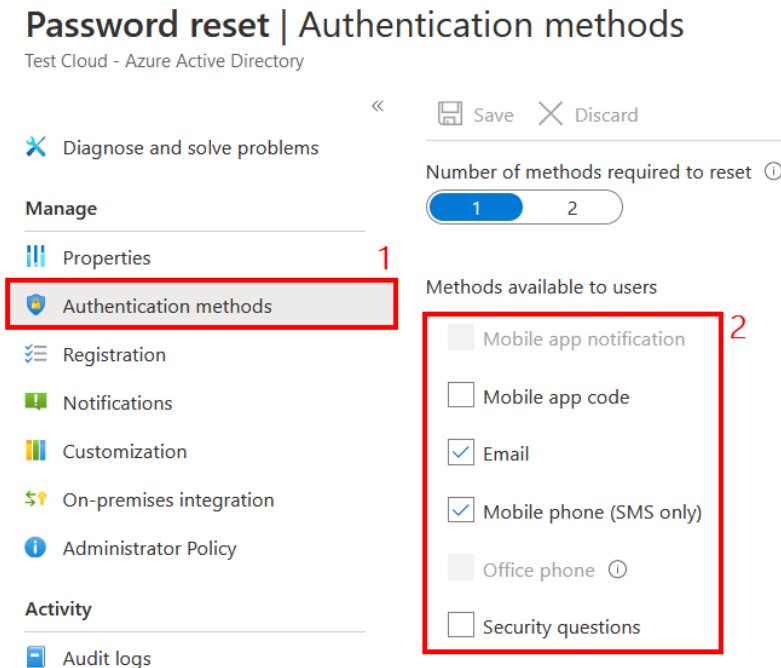 Password reset | Authentication methods
Test Cloud - Azure Active Directory
«
Diagnose and solve problems
Manage
Properties
1
Authentication methods
Registration
Notifications
Customization
On-premises integration
Administrator Policy
Activity
Audit logs
Save Discard
Number of methods required to reset
1 2
Methods available to users
2
Mobile app notification
Mobile app code
Email
Mobile phone (SMS only)
Office phone
Security questions